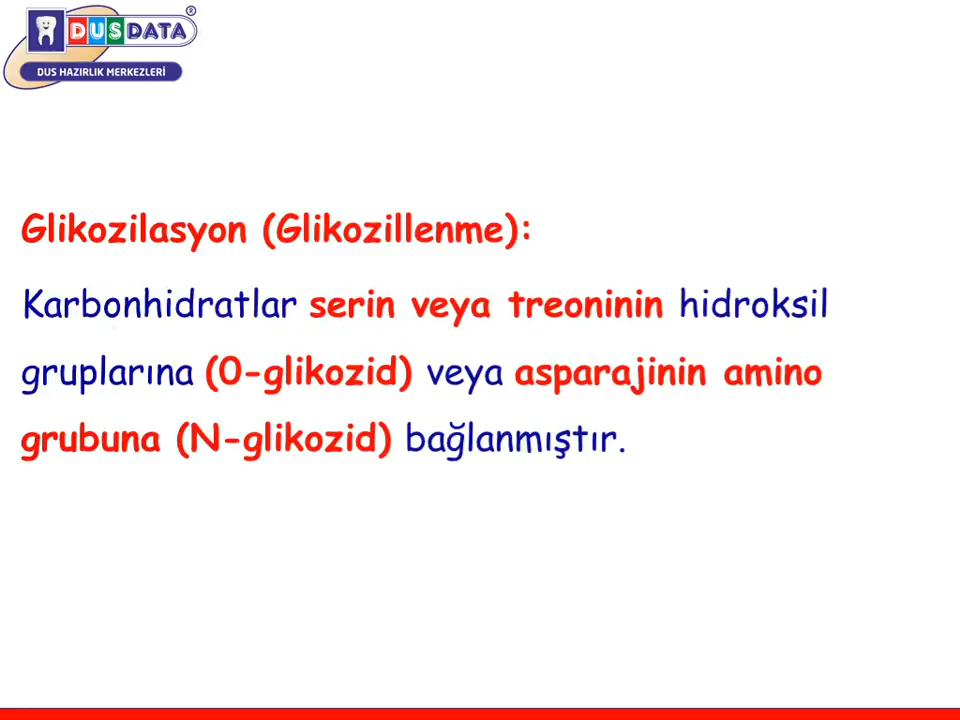 DUSDATA®
DUS HAZIRLIK MERKEZLERİ
Glikozilasyon (Glikozillenme):
Karbonhidratlar serin veya treoninin hidroksil
gruplarına (0-glikozid) veya asparajinin amino
grubuna (N-glikozid) bağlanmıştır.